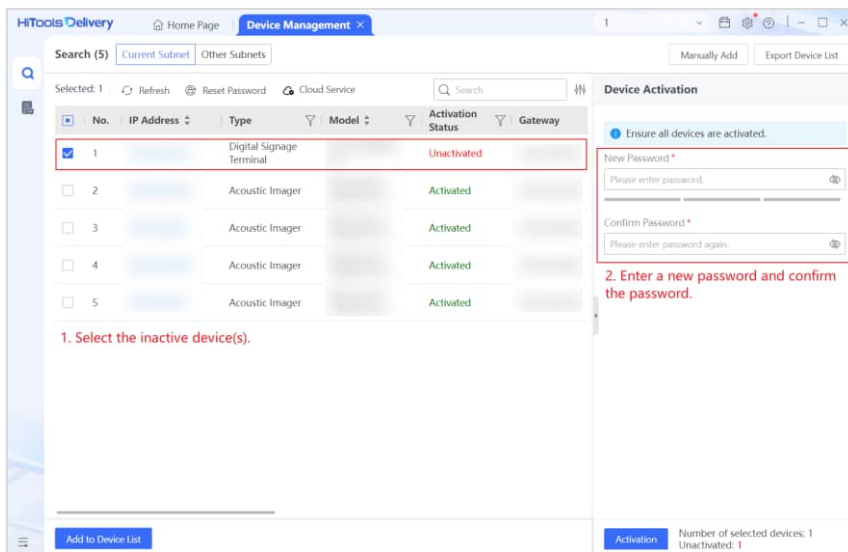 HiTools Delivery
Home Page
Device Management ×
1
Search (5)
Current Subnet
Other Subnets
Manually Add
Export Device List
Selected: 1
Refresh
Reset Password
Cloud Service
Search
Device Activation
No.
IP Address
Type
Model
Activation
Status
Gateway
Ensure all devices are activated.
1
Digital Signage
Terminal
Unactivated
New Password *
Please enter password.
2
Acoustic Imager
Activated
3
Acoustic Imager
Activated
Confirm Password *
Please enter password again.
4
Acoustic Imager
Activated
2. Enter a new password and confirm
the password.
5
Acoustic Imager
Activated
1. Select the inactive device(s).
Add to Device List
Activation
Number of selected devices: 1
Unactivated: 1